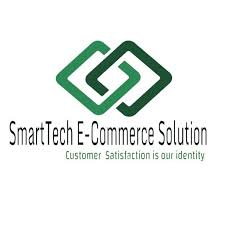 SmartTech E-Commerce Solution
Customer Satisfaction is our identity